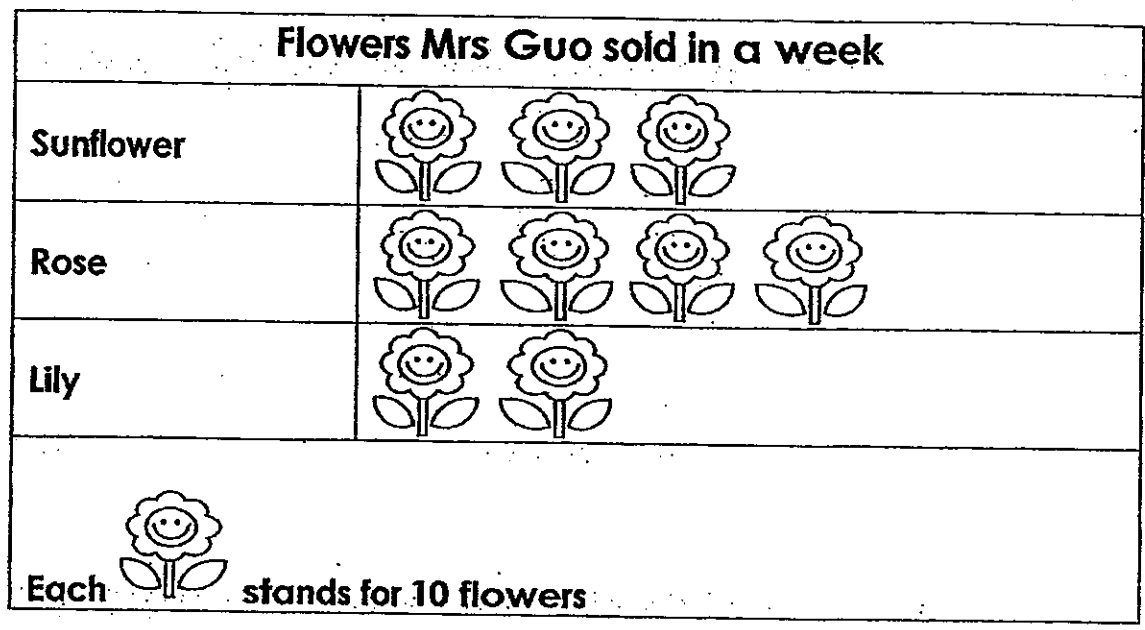 Flowers Mrs Guo sold in a week
Sunflower
Rose
Lily
Each stands for 10 flowers